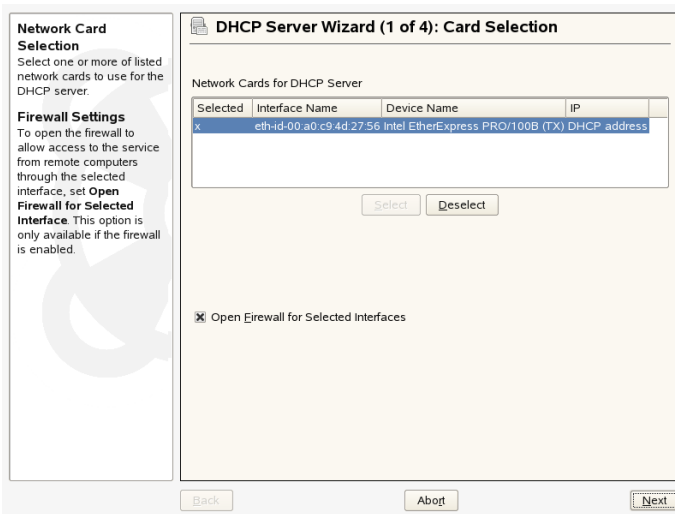 Network Card
Selection
Select one or more of listed
network cards to use for the
DHCP server.
Firewall Settings
To open the firewall to
allow access to the service
from remote computers
through the selected
interface, set Open
Firewall for Selected
Interface. This option is
only available if the firewall
is enabled.
DHCP Server Wizard (1 of 4): Card Selection
Network Cards for DHCP Server
Selected Interface Name Device Name IP
x eth-id-00:a0:c9:4d:27:56 Intel EtherExpress PRO/100B (TX) DHCP address
Select Deselect
Open Firewall for Selected Interfaces
Back Abort Next